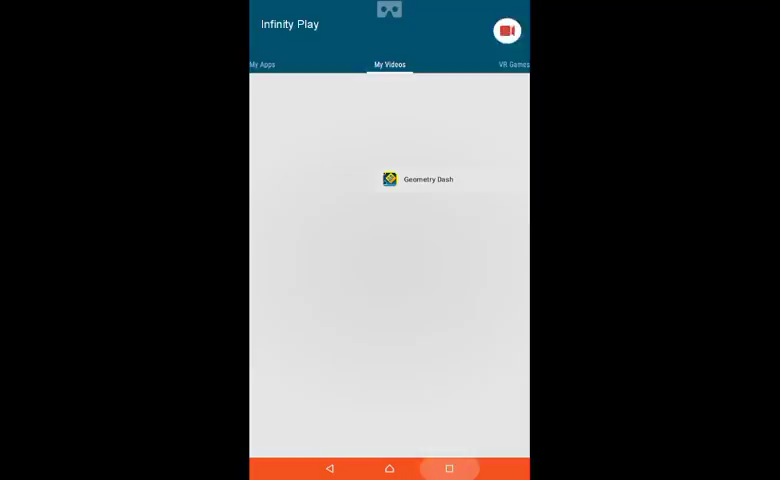 Infinity Play
My Apps
My Videos
VR Games
Geometry Dash